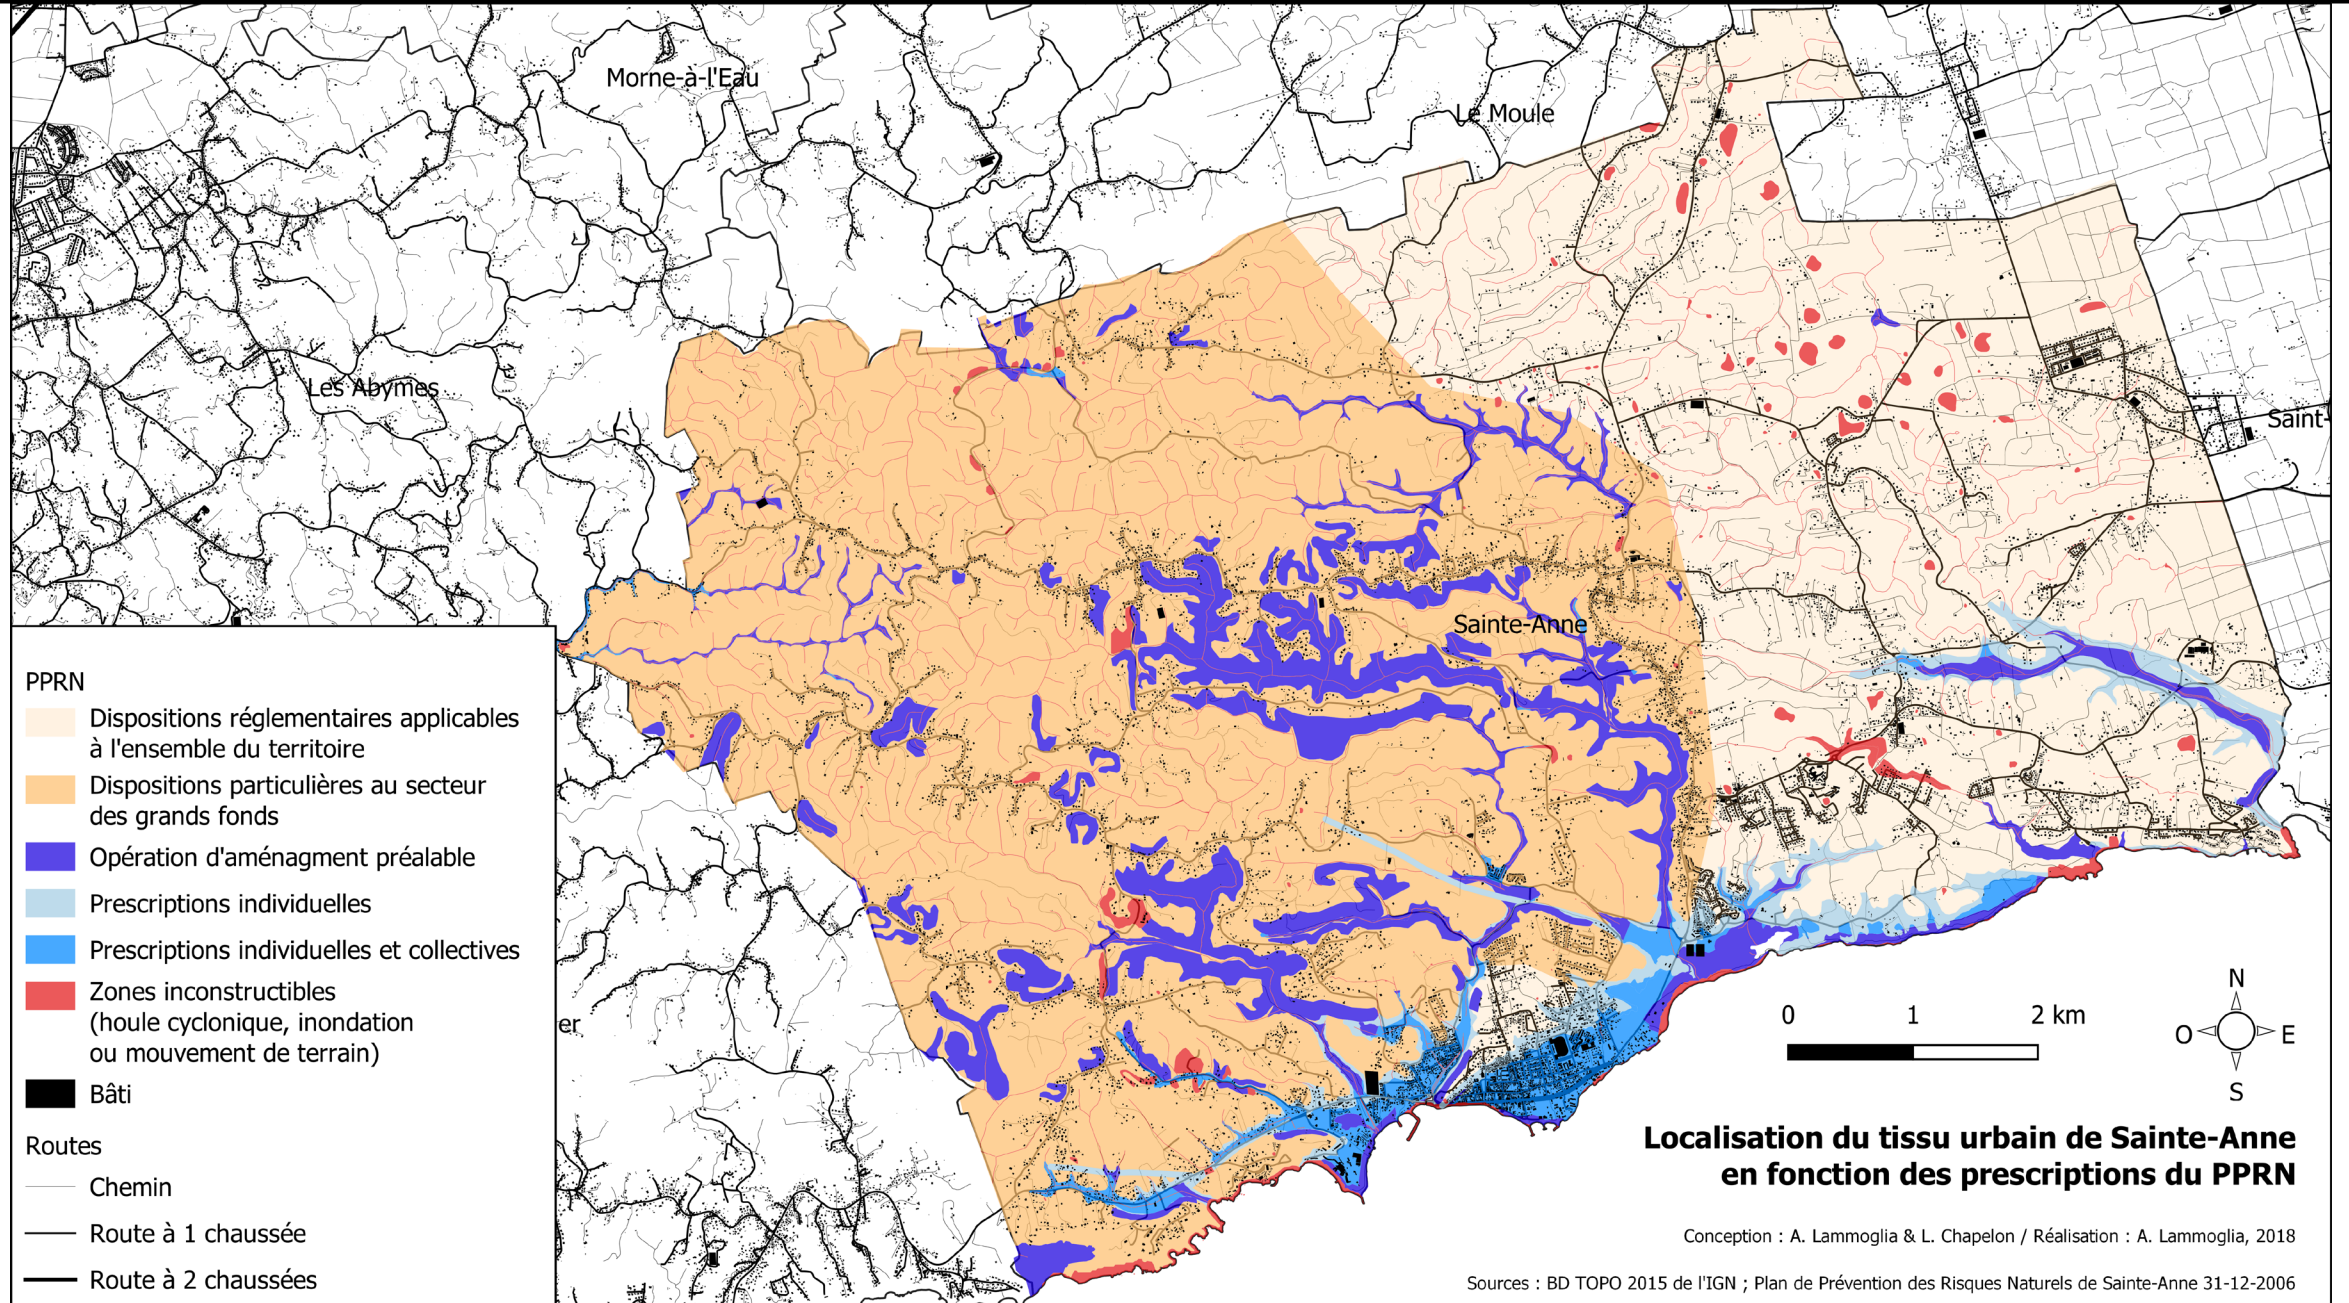 Morne-à-l'Eau
Le Moule
Les Abymes
Saint-
Sainte-Anne
er
PPRN
Dispositions réglementaires applicables
à l'ensemble du territoire
Dispositions particulières au secteur
des grands fonds
Opération d'aménagment préalable
Prescriptions individuelles
Prescriptions individuelles et collectives
Zones inconstructibles
(houle cyclonique, inondation
ou mouvement de terrain)
Bâti
Routes
Chemin
Route à 1 chaussée
Route à 2 chaussées
0 1 2 km
N
O E
S
Localisation du tissu urbain de Sainte-Anne
en fonction des prescriptions du PPRN
Conception : A. Lammoglia & L. Chapelon / Réalisation : A. Lammoglia, 2018
Sources : BD TOPO 2015 de l'IGN ; Plan de Prévention des Risques Naturels de Sainte-Anne 31-12-2006